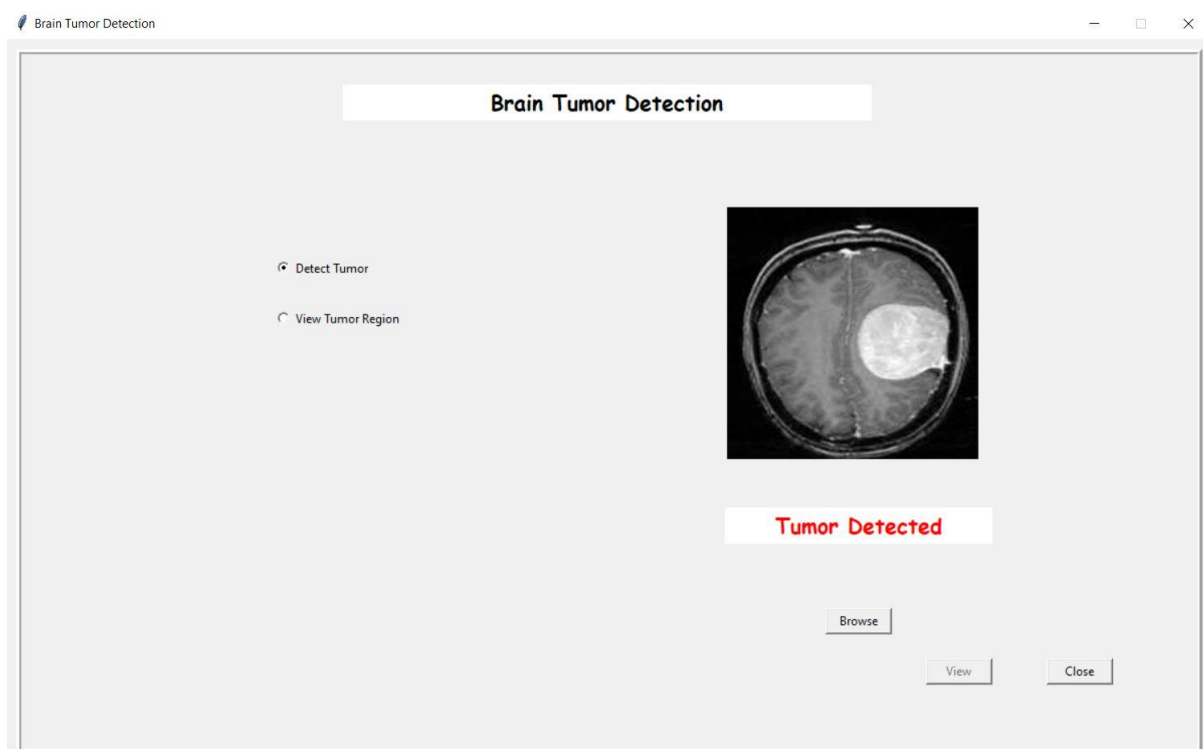 Brain Tumor Detection
Brain Tumor Detection
Detect Tumor
View Tumor Region
Tumor Detected
Browse
View
Close